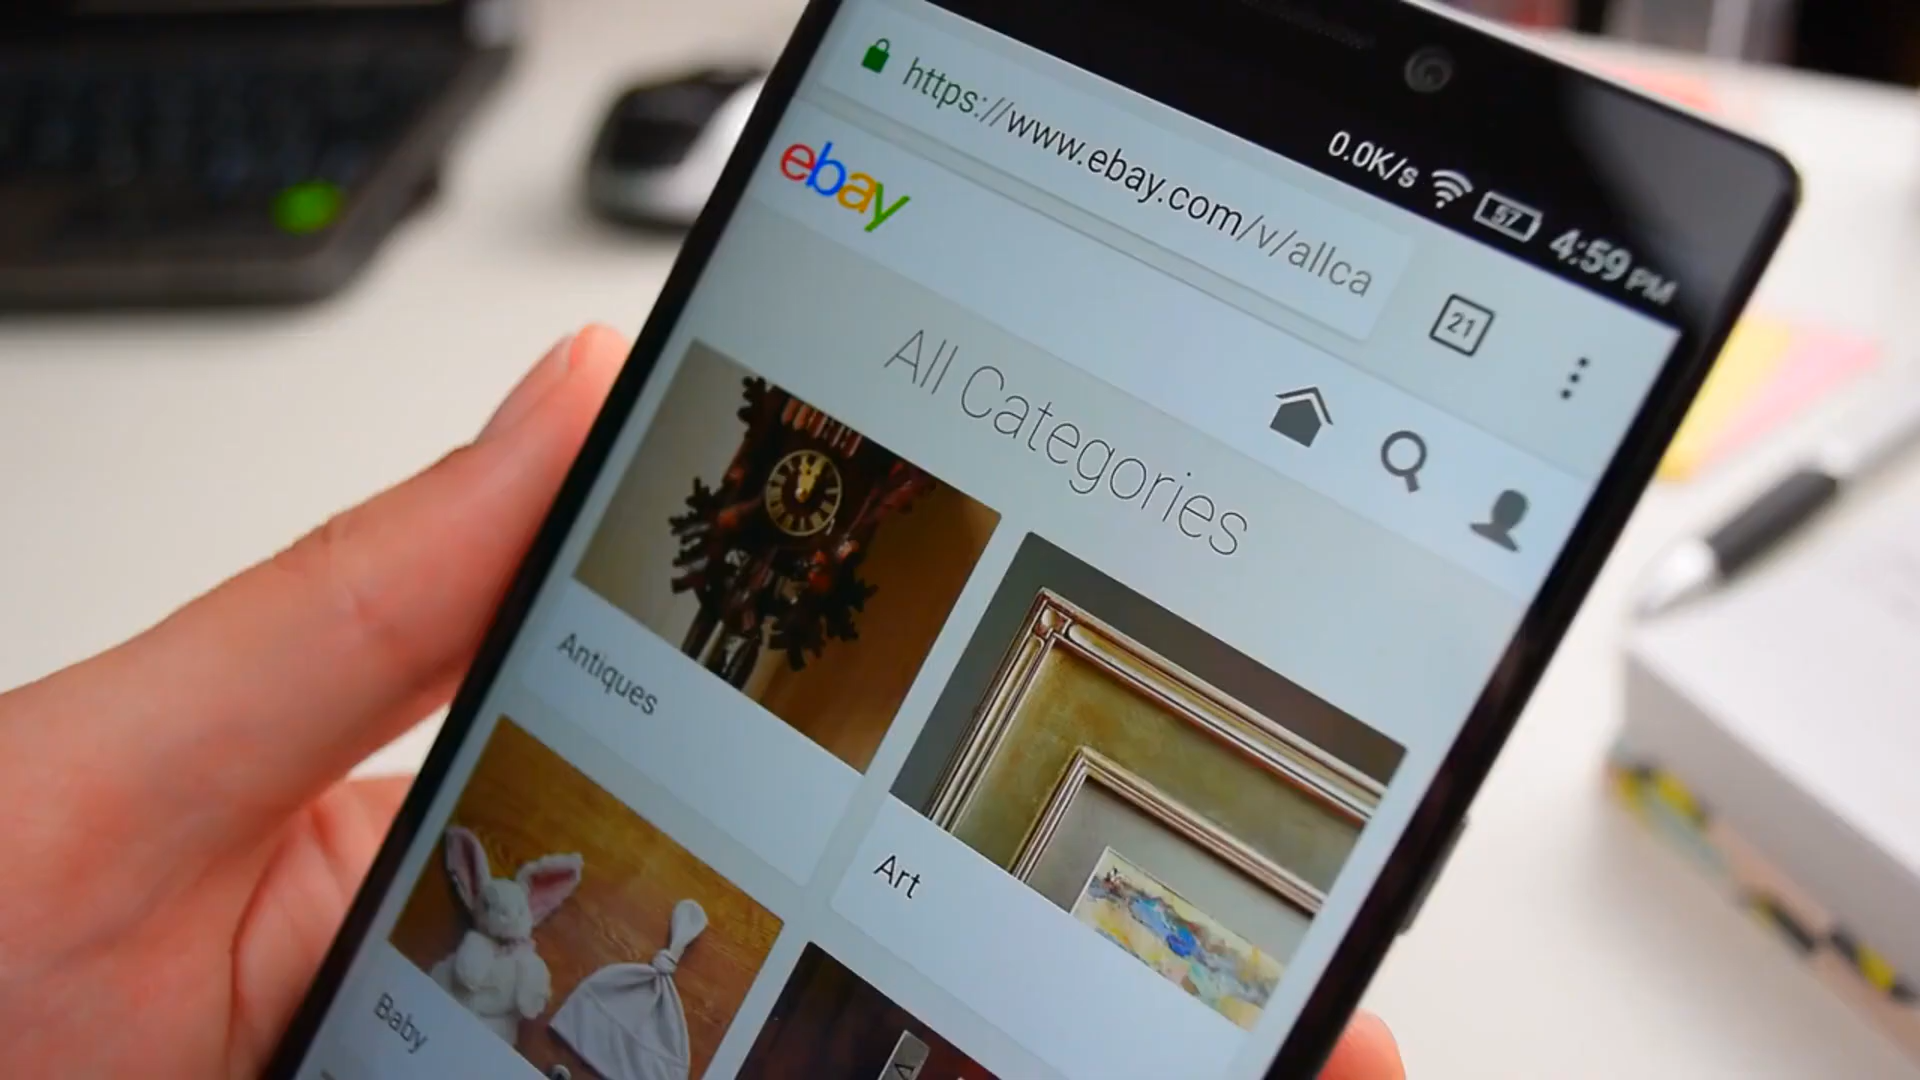 0.0K/s 57 4:59 PM
https://www.ebay.com/v/allca
21
ebay
All Categories
Antiques
Art
Baby